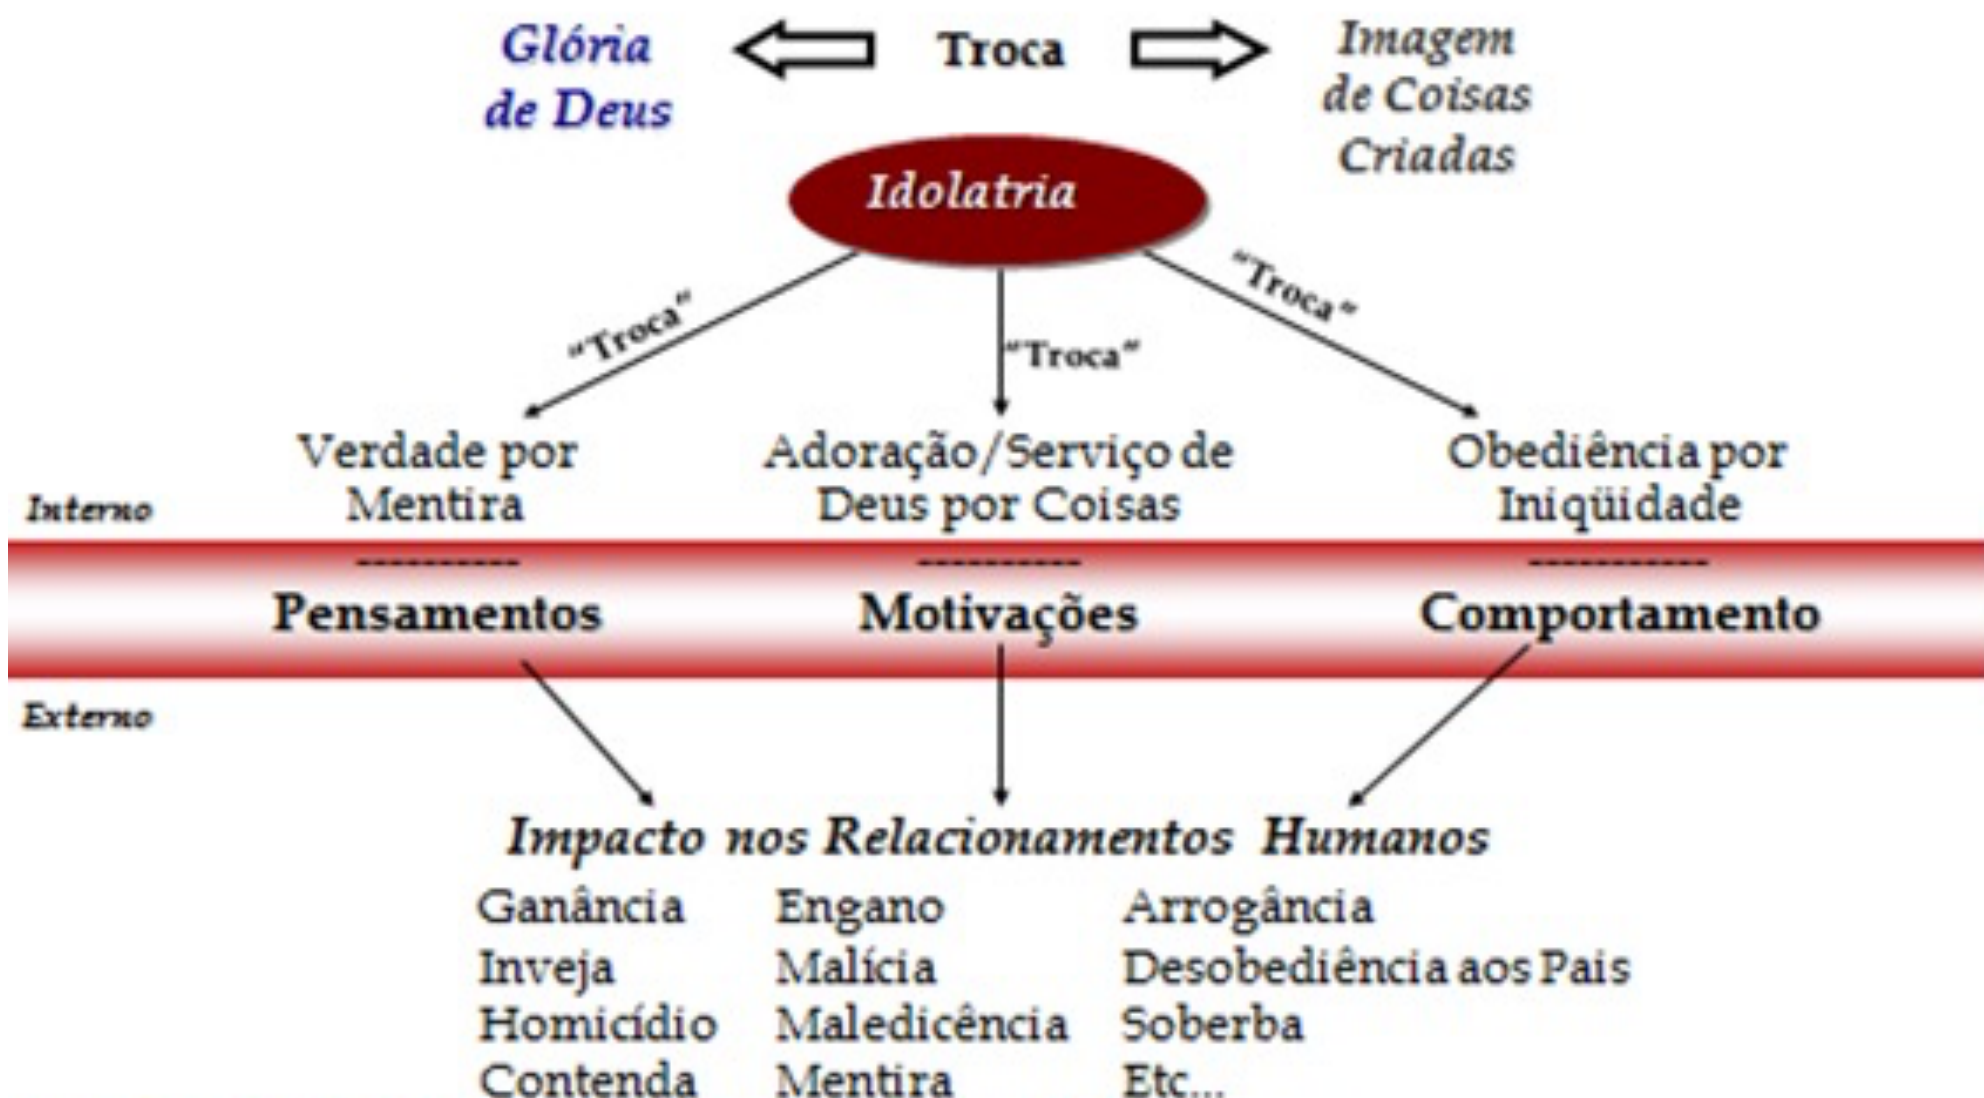 Glória
de Deus
Troca
Imagem
de Coisas
Criadas
Idolatria
“Troca“
“Troca“
“Troca“
Verdade por
Mentira
Adoração/Serviço de
Deus por Coisas
Obediência por
Iniqüidade
Interno
----------
----------
-----------
Pensamentos
Motivações
Comportamento
Externo
Impacto nos Relacionamentos Humanos
Ganância
Inveja
Homicídio
Contenda
Engano
Malícia
Maledicência
Mentira
Arrogância
Desobediência aos Pais
Soberba
Etc...